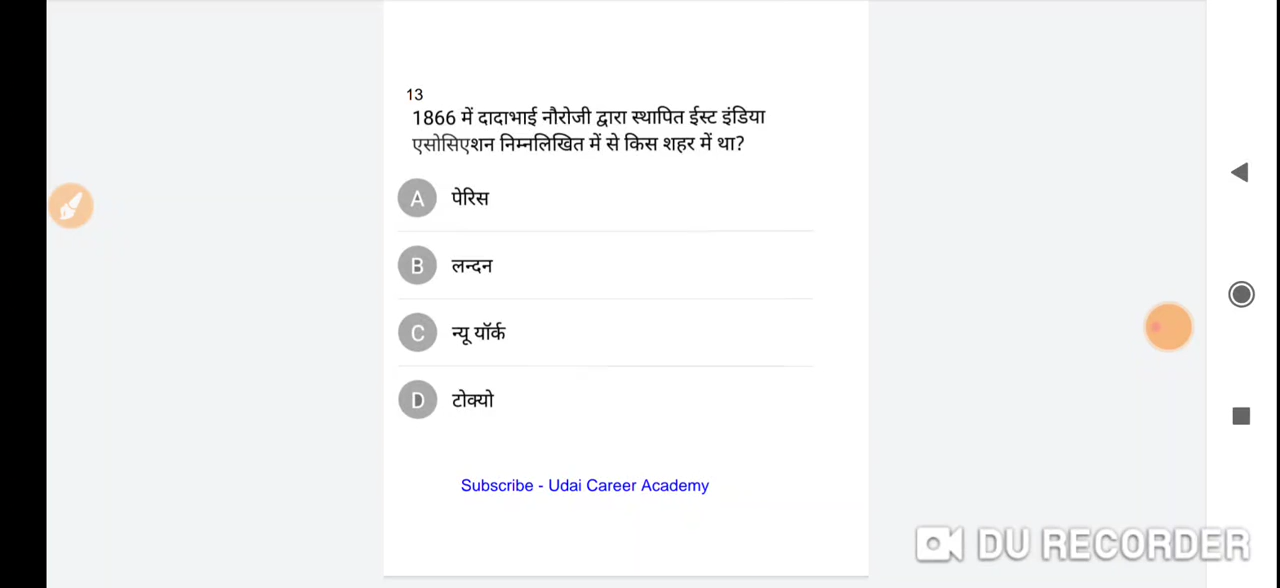 13
1866 में दादाभाई नौरोजी द्वारा स्थापित ईस्ट इंडिया
एसोसिएशन निम्नलिखित में से किस शहर में था?
A पेरिस
B लन्दन
C न्यू यॉर्क
D टोक्यो
Subscribe - Udai Career Academy
DU RECORDER